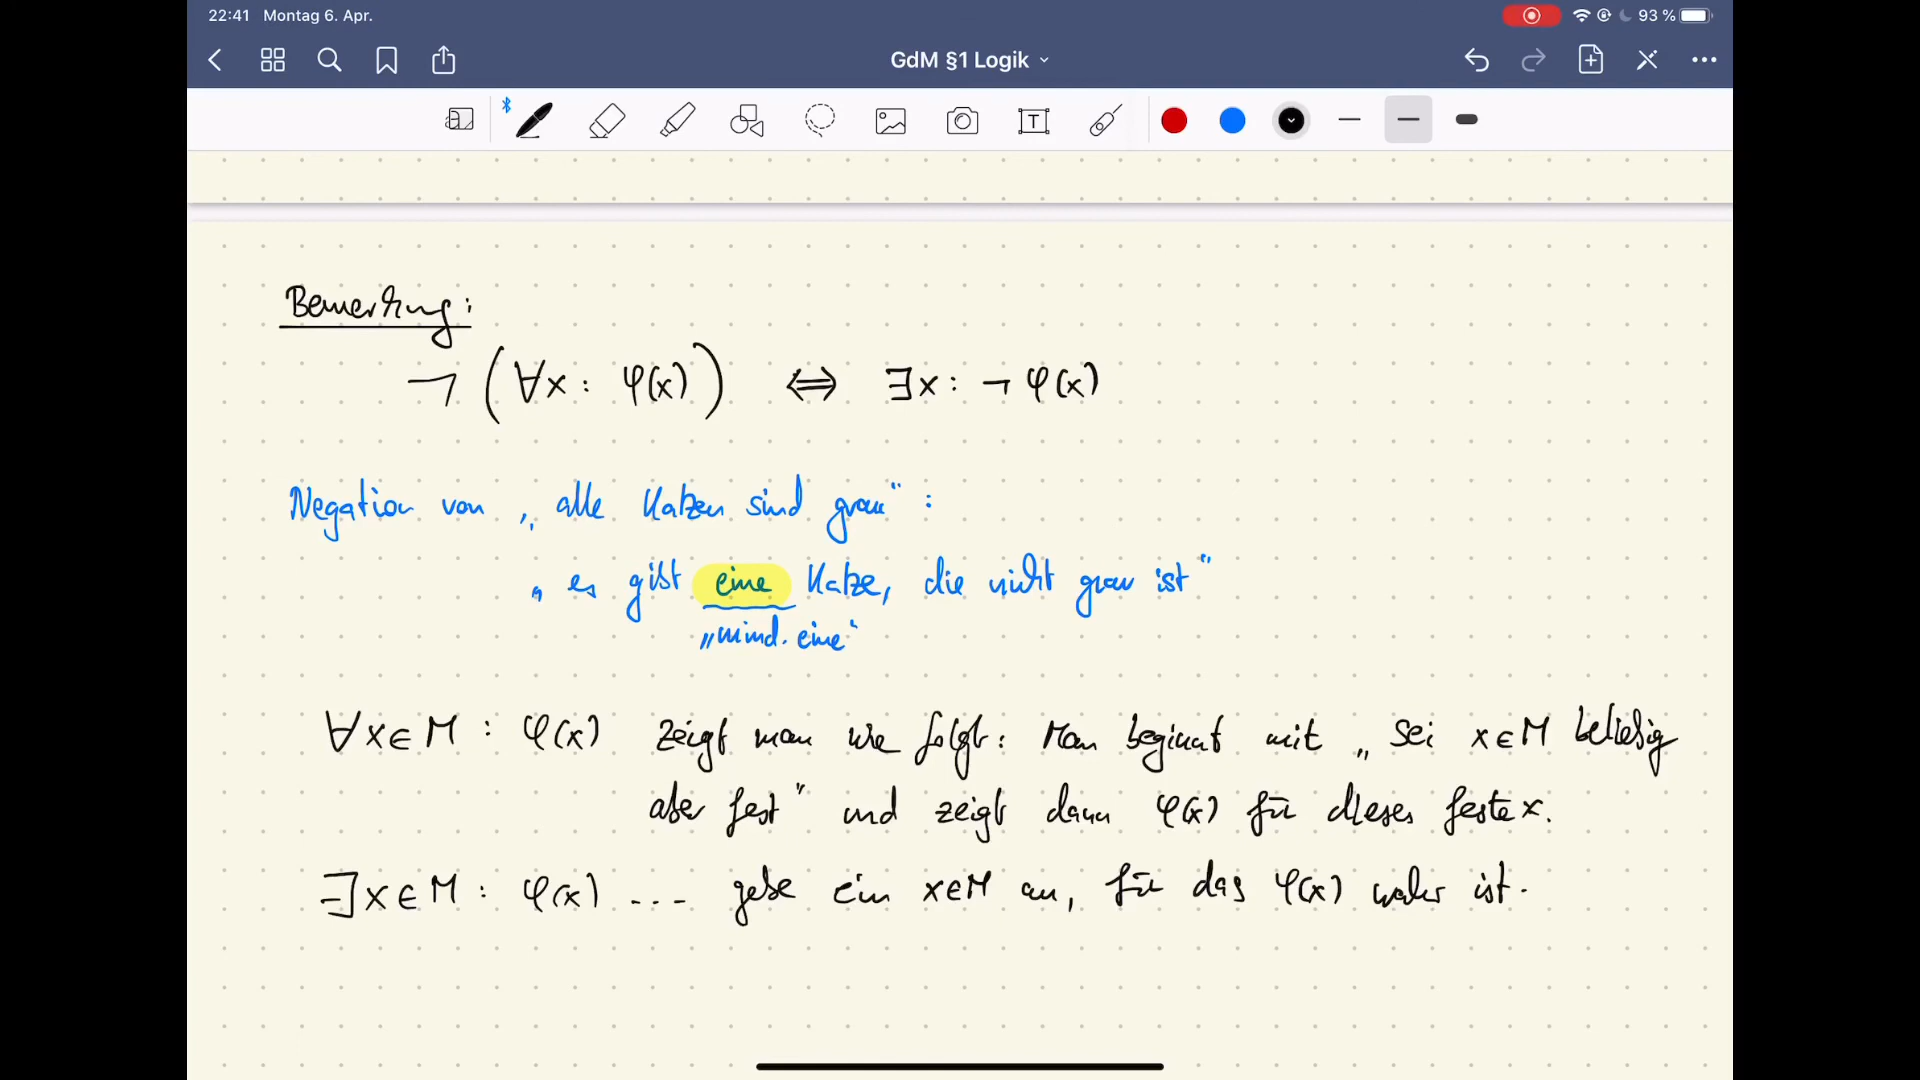 22:41 Montag 6. Apr. 93 %
GdM §1 Logik
Bemerkung:
¬ (∀x: φ(x)) ⇔ ∃x: ¬ φ(x)
Negation von „alle Katzen sind grau“:
„es gibt eine Katze, die nicht grau ist“
„mind. eine“
∀x∈M : φ(x) zeigt man wie folgt: Man beginnt mit „Sei x∈M beliebig
aber fest“ und zeigt dann φ(x) für dieses feste x.
∃x∈M : φ(x) ... gebe ein x∈M an, für das φ(x) wahr ist.